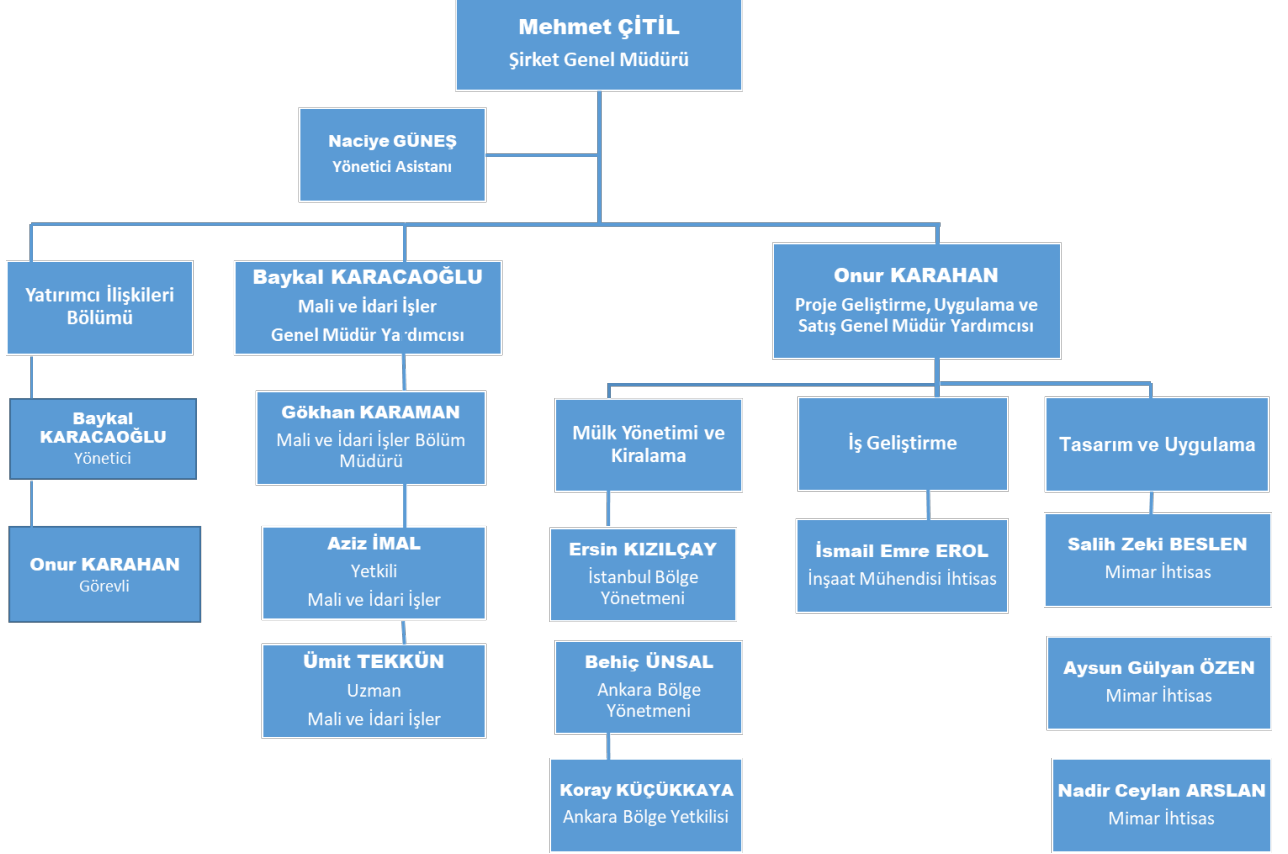 Mehmet ÇİTİL
Şirket Genel Müdürü
Naciye GÜNEŞ
Yönetici Asistanı
Yatırımcı İlişkileri
Bölümü
Baykal
KARACAOĞLU
Yönetici
Onur KARAHAN
Görevli
Baykal KARACAOĞLU
Mali ve İdari İşler
Genel Müdür Yardımcısı
Gökhan KARAMAN
Mali ve İdari İşler Bölüm
Müdürü
Aziz İMAL
Yetkili
Mali ve İdari İşler
Ümit TEKKÜN
Uzman
Mali ve İdari İşler
Onur KARAHAN
Proje Geliştirme, Uygulama ve
Satış Genel Müdür Yardımcısı
Mülk Yönetimi ve
Kiralama
Ersin KIZILÇAY
İstanbul Bölge
Yönetmeni
Behiç ÜNSAL
Ankara Bölge
Yönetmeni
Koray KÜÇÜKKAYA
Ankara Bölge Yetkilisi
İş Geliştirme
İsmail Emre EROL
İnşaat Mühendisi İhtisas
Tasarım ve Uygulama
Salih Zeki BESLEN
Mimar İhtisas
Aysun Gülyan ÖZEN
Mimar İhtisas
Nadir Ceylan ARSLAN
Mimar İhtisas